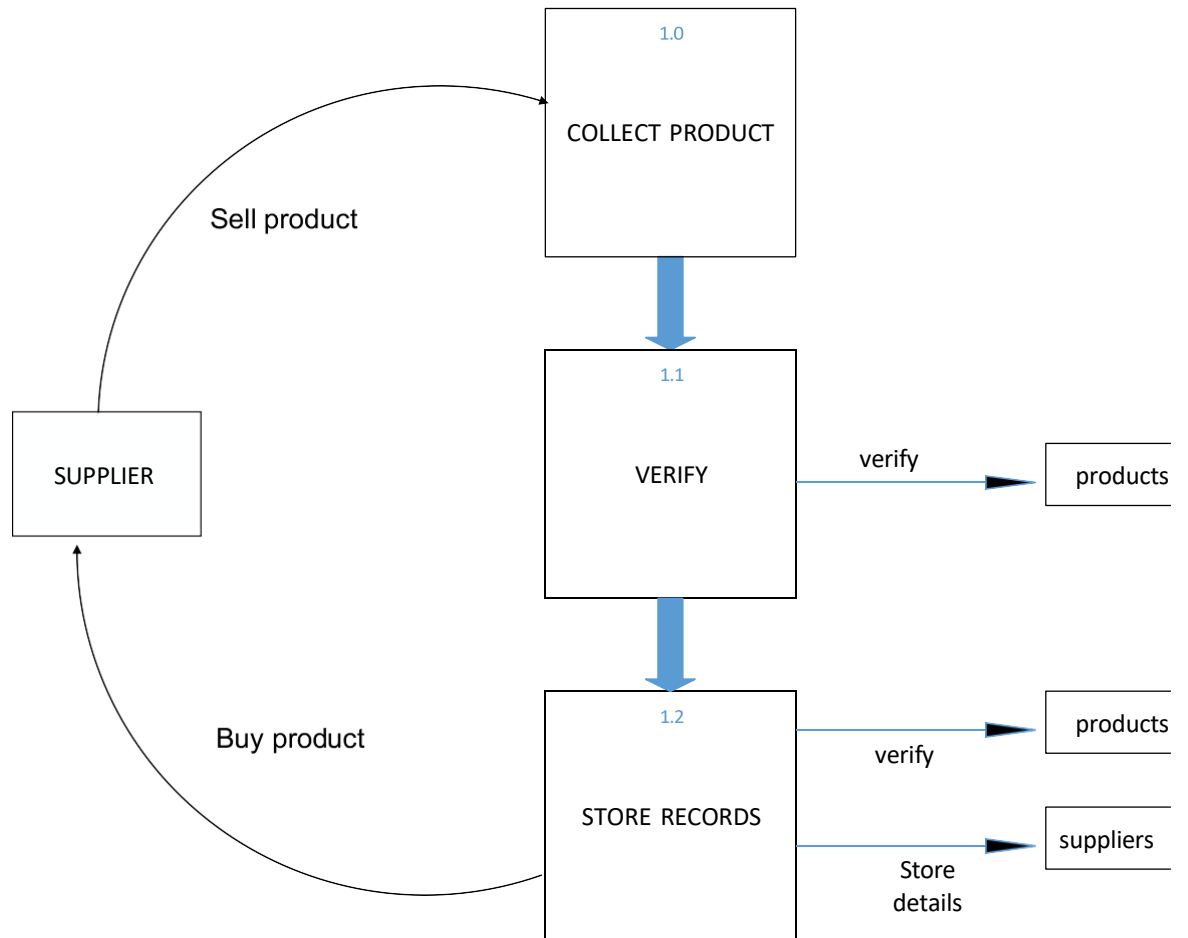 1.0
COLLECT PRODUCT
Sell product
1.1
VERIFY
verify
products
SUPPLIER
1.2
STORE RECORDS
Buy product
verify
products
Store
details
suppliers